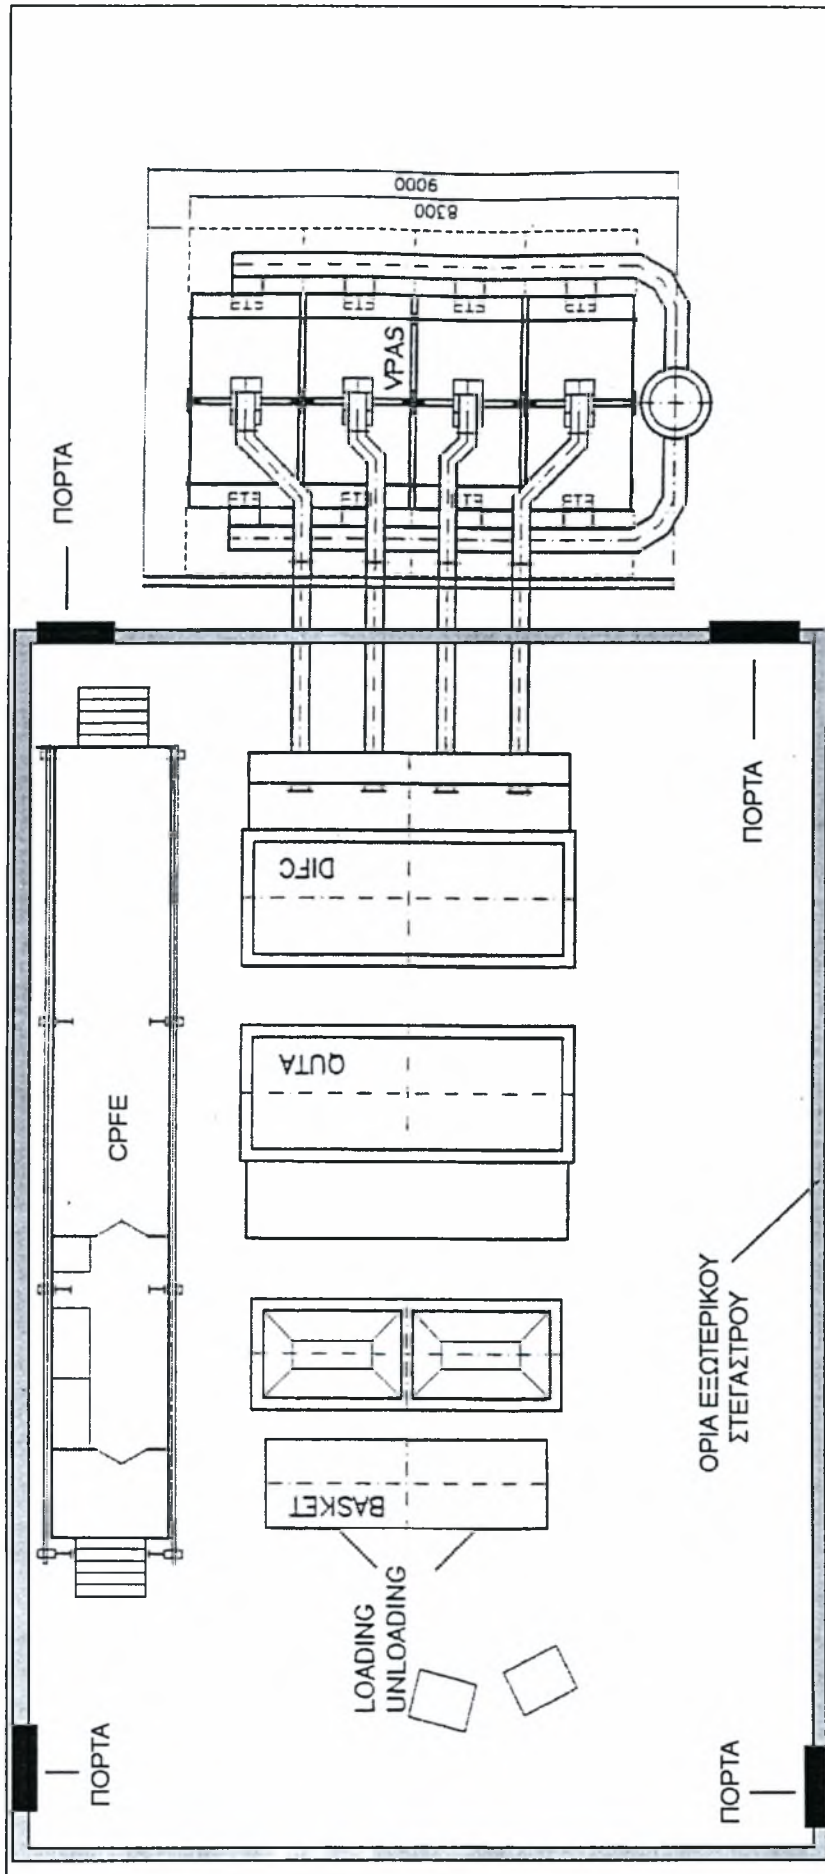 ΠΟΡΤΑ
9000
8300
VPAS
ΠΟΡΤΑ
DIFC
QUTA
CPFE
BASKET
LOADING
UNLOADING
ΟΡΙΑ ΕΞΩΤΕΡΙΚΟΥ
ΣΤΕΓΑΣΤΡΟΥ
ΠΟΡΤΑ
ΠΟΡΤΑ